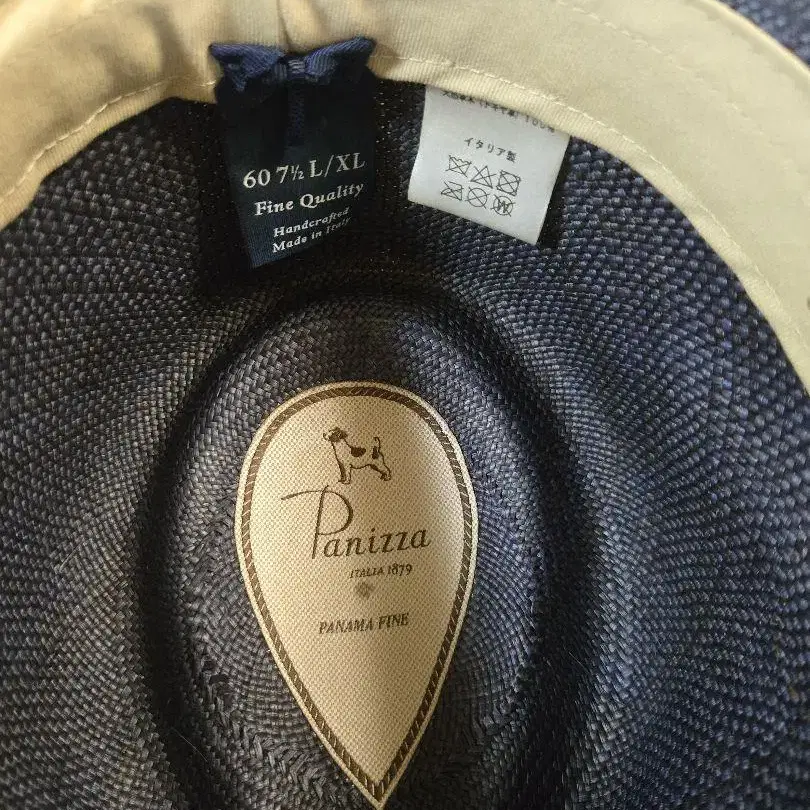 60 7½ L/XL
Fine Quality
Handcrafted
Made in Italy
100%
イタリア製
W
Panizza
ITALIA 1879
PANAMA FINE